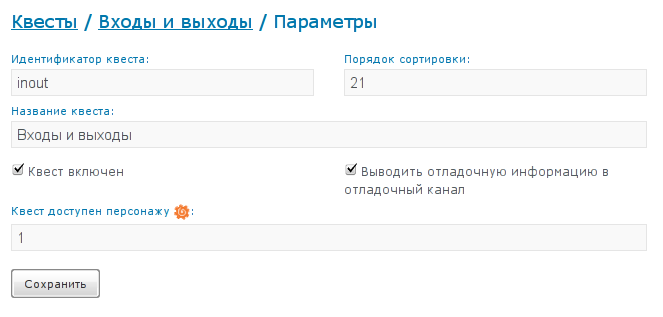 Квесты / Входы и выходы / Параметры
Идентификатор квеста:
Порядок сортировки:
inout
21
Название квеста:
Входы и выходы
Квест включен
Выводить отладочную информацию в
отладочный канал
Квест доступен персонажу :
1
Сохранить